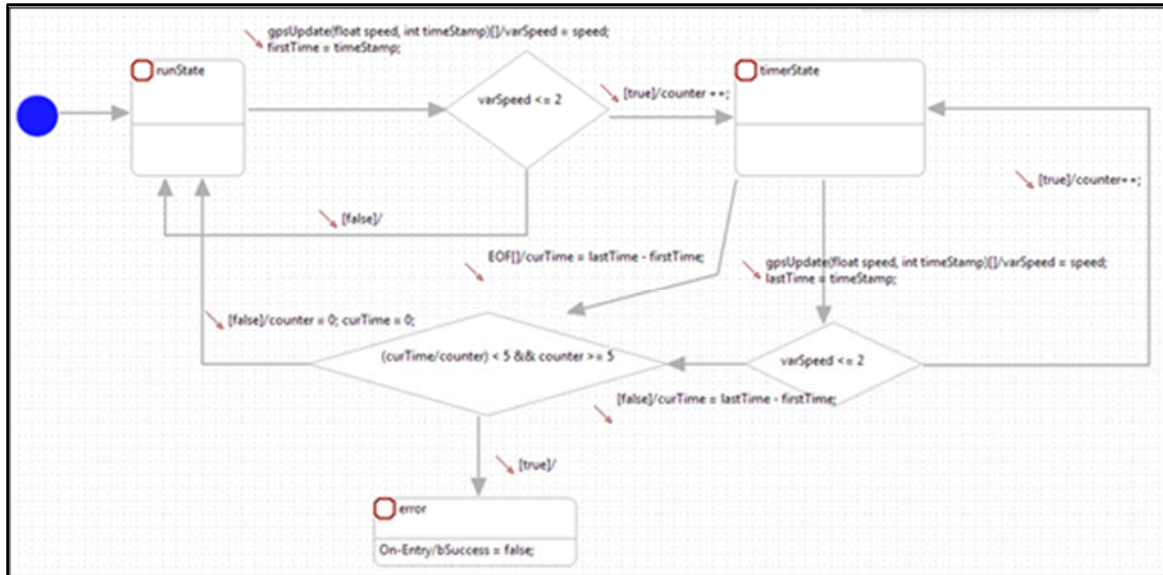 gpsUpdate(float speed, int timeStamp)[]/varSpeed = speed;
firstTime = timeStamp;
runState
varSpeed <= 2
[true]/counter ++;
timerState
[true]/counter++;
[false]/
EOF[]/curTime = lastTime - firstTime;
gpsUpdate(float speed, int timeStamp)[]/varSpeed = speed;
lastTime = timeStamp;
[false]/counter = 0; curTime = 0;
(curTime/counter) < 5 && counter >= 5
varSpeed <= 2
[false]/curTime = lastTime - firstTime;
[true]/
error
On-Entry/bSuccess = false;